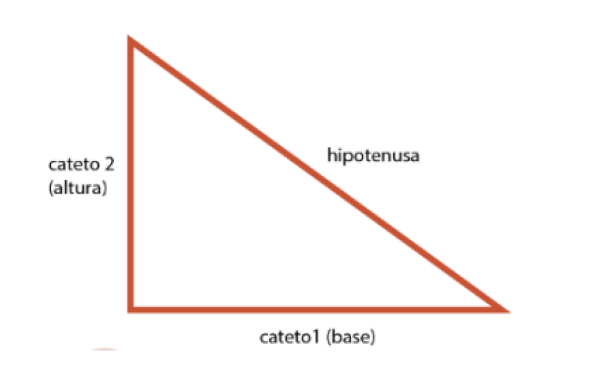 hipotenusa
cateto 2
(altura)
cateto1 (base)